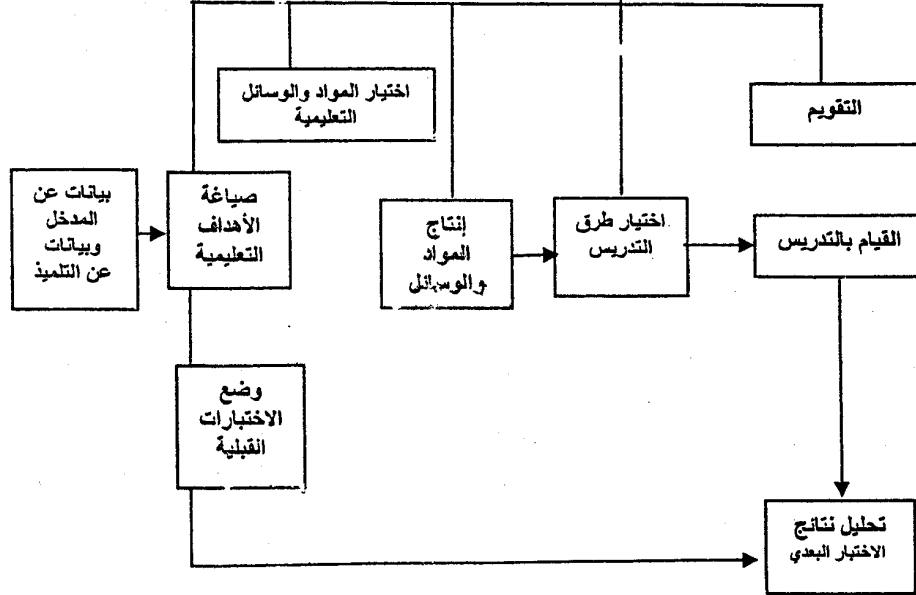 اختيار المواد والوسائل
التعليمية
التقويم
بيانات عن
المدخل
وبيانات
عن التلميذ
صياغة
الأهداف
التعليمية
إنتاج
المواد
والوسائل
اختيار طرق
التدريس
القيام بالتدريس
وضع
الاختبارات
القبلية
تحليل نتائج
الاختبار البعدي